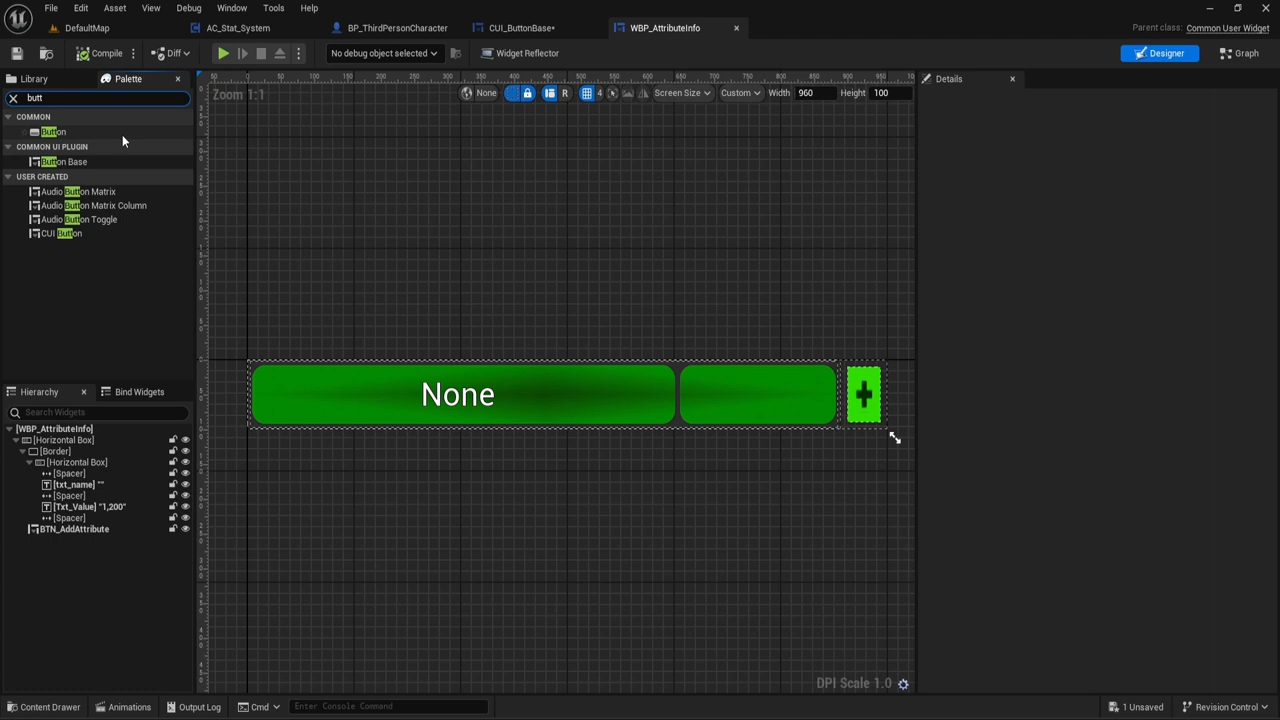 File Edit Asset View Window Debug Tools Help
DefaultMap AC_Stat_System BP_ThirdPersonCharacter CUI_ButtonBase* WBP_AttributeInfo Parent class: Common User Widget
Compile Diff No debug object selected Widget Reflector Designer Graph
Library Palette Details
butt
Zoom 1:1 None R 4 Screen Size Custom Width 960 Height 100
COMMON
Button
COMMON UI PLUGIN
Button Base
USER CREATED
Audio Button Matrix
Audio Button Matrix Column
Audio Button Toggle
CUI Button
None
Hierarchy Bind Widgets
Search Widgets
[WBP_AttributeInfo]
[Horizontal Box]
[Border]
[Horizontal Box]
[Spacer]
[txt_name] ""
[Spacer]
[Txt_Value] "1,200"
[Spacer]
BTN_AddAttribute
DPI Scale 1.0
Content Drawer Animations Output Log Cmd Enter Console Command 1 Unsaved Revision Control